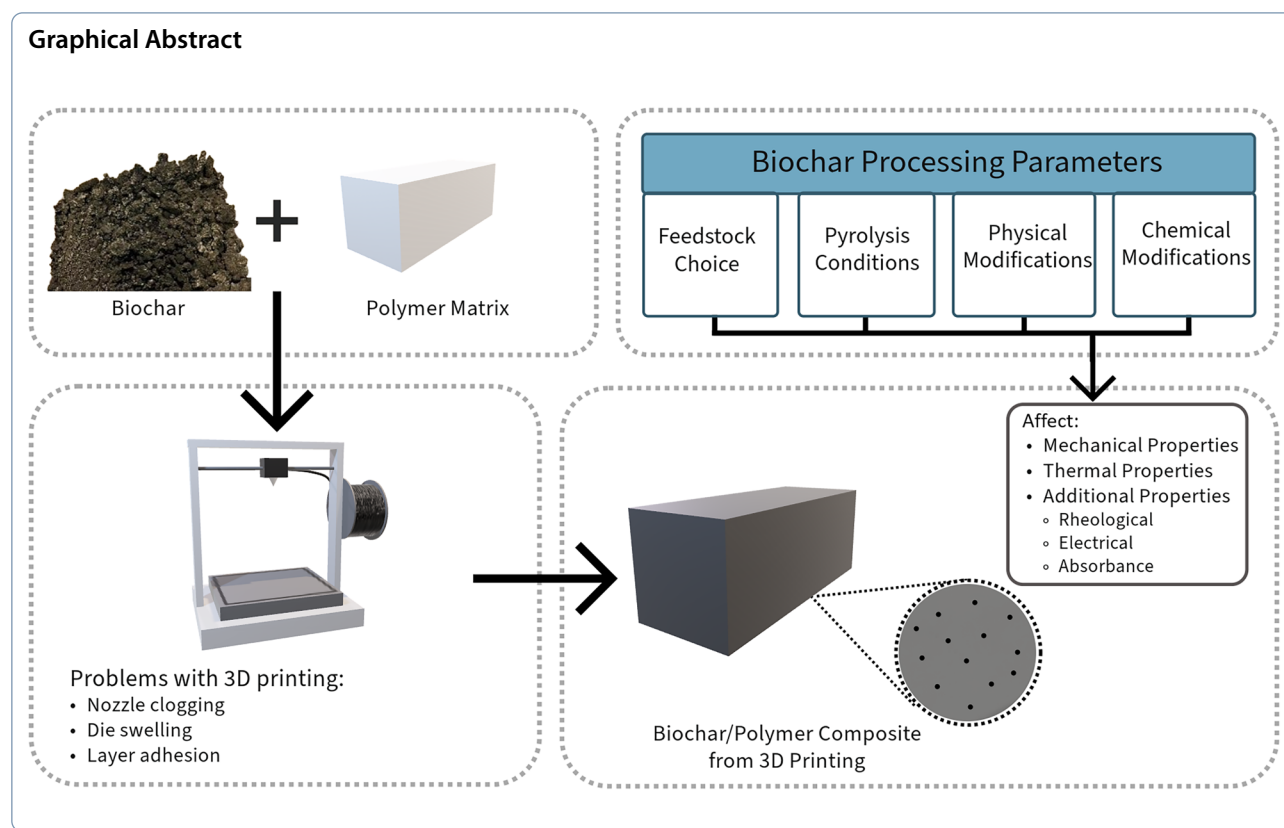 Graphical Abstract
Biochar
Polymer Matrix
Biochar Processing Parameters
Feedstock
Choice
Pyrolysis
Conditions
Physical
Modifications
Chemical
Modifications
Problems with 3D printing:
• Nozzle clogging
• Die swelling
• Layer adhesion
Affect:
• Mechanical Properties
• Thermal Properties
• Additional Properties
◦ Rheological
◦ Electrical
◦ Absorbance
Biochar/Polymer Composite
from 3D Printing